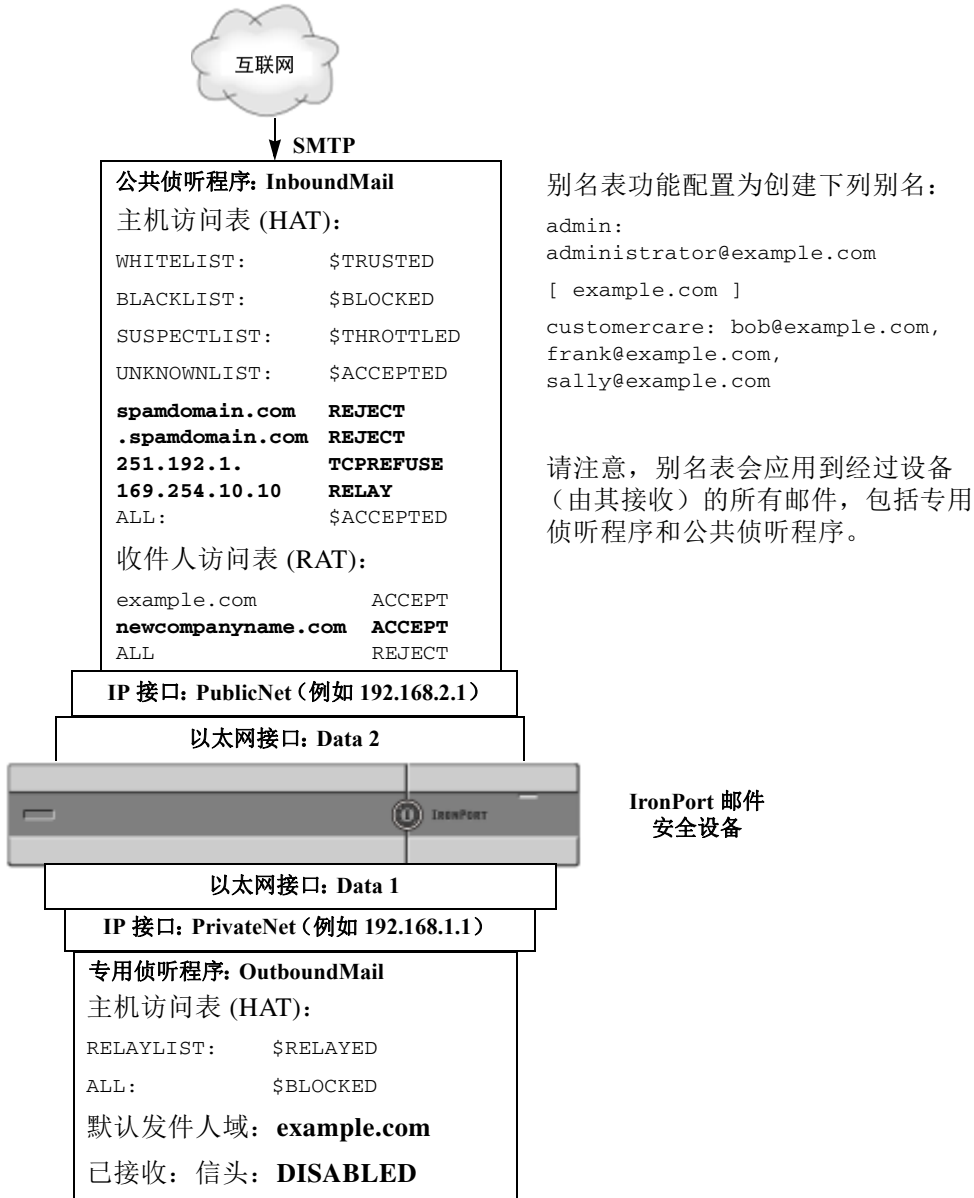 互联网
SMTP
公共侦听程序: InboundMail
主机访问表 (HAT):
WHITELIST: $TRUSTED
BLACKLIST: $BLOCKED
SUSPECTLIST: $THROTTLED
UNKNOWNLIST: $ACCEPTED
spamdomain.com REJECT
.spamdomain.com REJECT
251.192.1. TCPREFUSE
169.254.10.10 RELAY
ALL: $ACCEPTED
收件人访问表 (RAT):
example.com ACCEPT
newcompanyname.com ACCEPT
ALL REJECT
IP 接口: PublicNet(例如 192.168.2.1)
以太网接口: Data 2
别名表功能配置为创建下列别名:
admin:
administrator@example.com
[ example.com ]
customercare: bob@example.com,
frank@example.com,
sally@example.com
请注意，别名表会应用到经过设备
（由其接收）的所有邮件，包括专用
侦听程序和公共侦听程序。
IRONPORT
IronPort 邮件
安全设备
以太网接口: Data 1
IP 接口: PrivateNet(例如 192.168.1.1)
专用侦听程序: OutboundMail
主机访问表 (HAT):
RELAYLIST: $RELAYED
ALL: $BLOCKED
默认发件人域: example.com
已接收: 信头: DISABLED